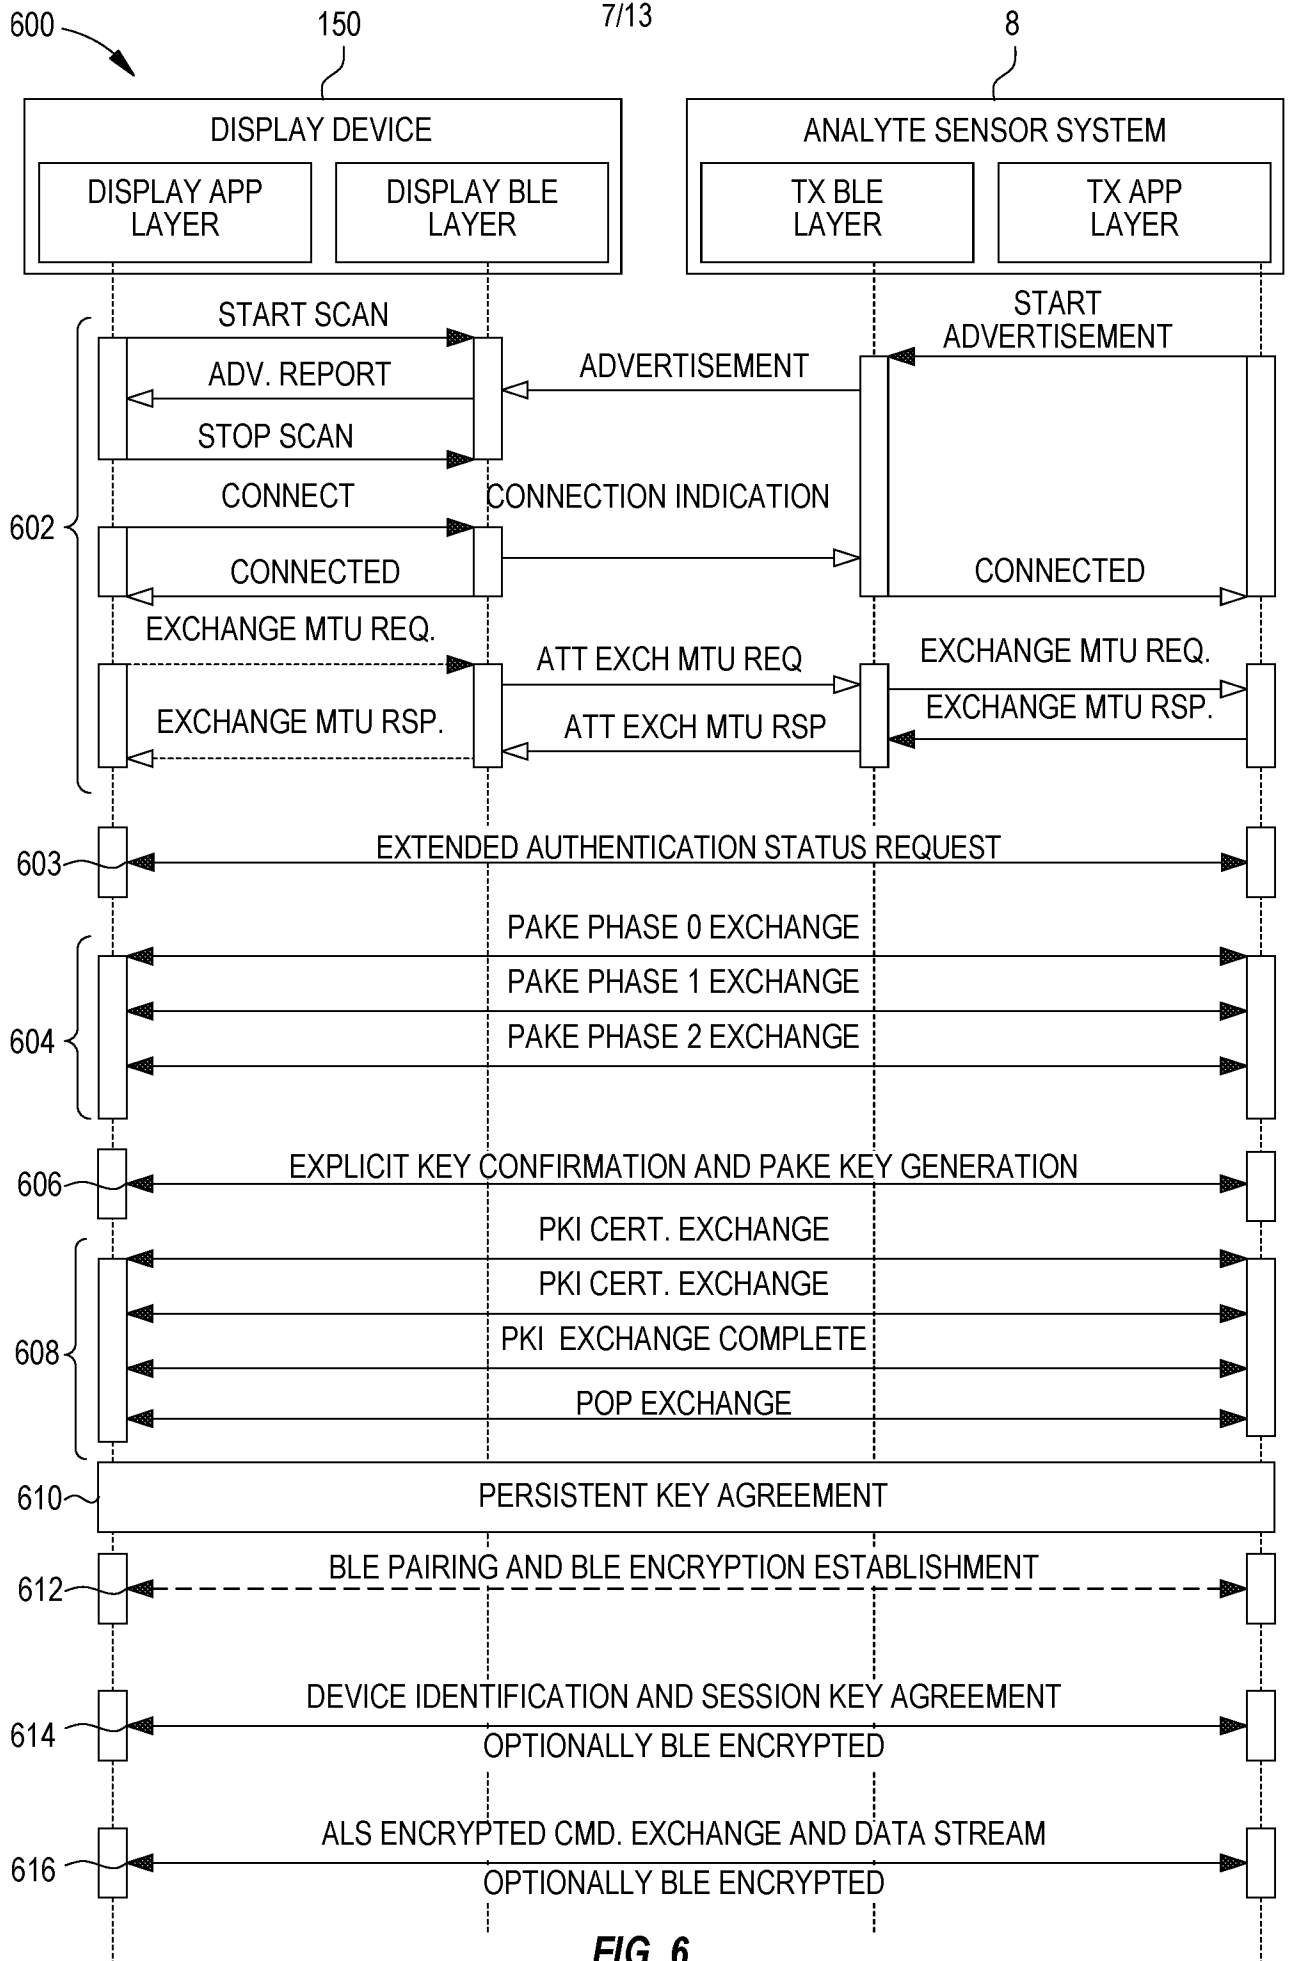 600
150
7/13
8
DISPLAY DEVICE
ANALYTE SENSOR SYSTEM
DISPLAY APP
LAYER
DISPLAY BLE
LAYER
TX BLE
LAYER
TX APP
LAYER
START SCAN
START
ADVERTISEMENT
ADV. REPORT
ADVERTISEMENT
STOP SCAN
CONNECT
CONNECTION INDICATION
602
CONNECTED
CONNECTED
EXCHANGE MTU REQ.
ATT EXCH MTU REQ
EXCHANGE MTU REQ.
EXCHANGE MTU RSP.
ATT EXCH MTU RSP
EXCHANGE MTU RSP.
EXTENDED AUTHENTICATION STATUS REQUEST
603
PAKE PHASE 0 EXCHANGE
PAKE PHASE 1 EXCHANGE
604
PAKE PHASE 2 EXCHANGE
EXPLICIT KEY CONFIRMATION AND PAKE KEY GENERATION
606
PKI CERT. EXCHANGE
PKI CERT. EXCHANGE
608
PKI EXCHANGE COMPLETE
POP EXCHANGE
610
PERSISTENT KEY AGREEMENT
BLE PAIRING AND BLE ENCRYPTION ESTABLISHMENT
612
DEVICE IDENTIFICATION AND SESSION KEY AGREEMENT
614
OPTIONALLY BLE ENCRYPTED
ALS ENCRYPTED CMD. EXCHANGE AND DATA STREAM
616
OPTIONALLY BLE ENCRYPTED
FIG. 6